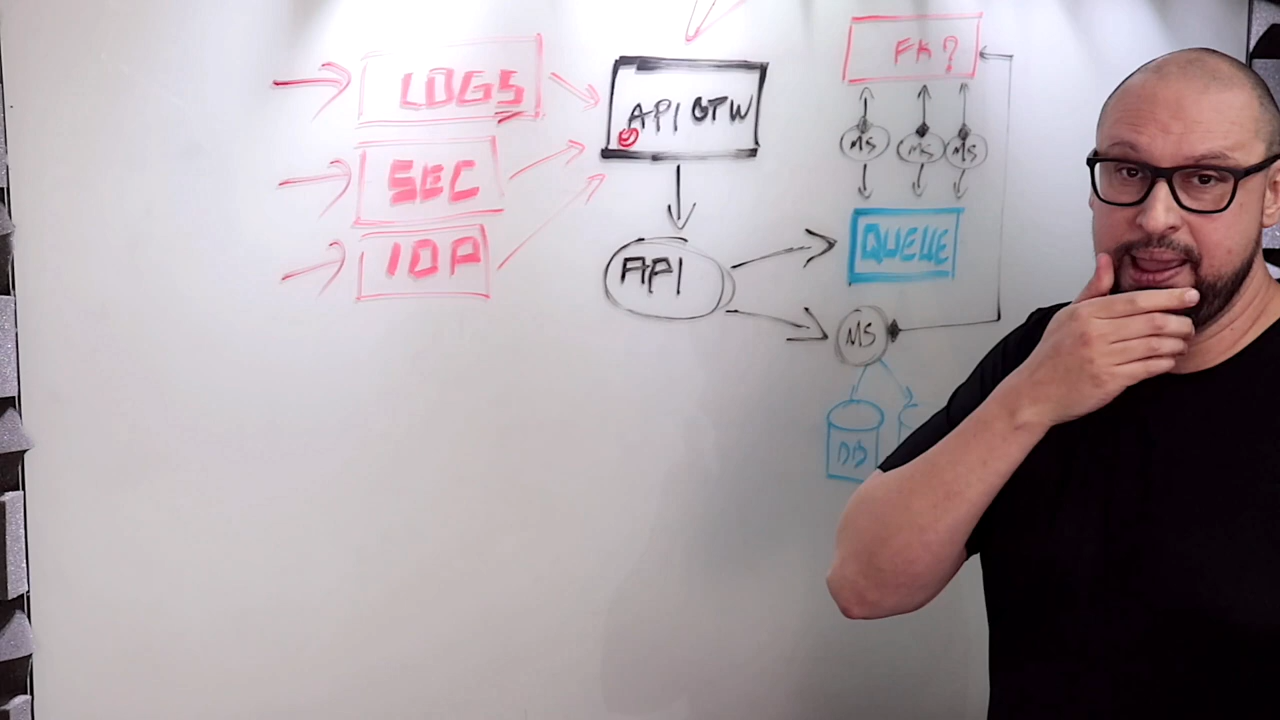 LOGS
SEC
IDP
API GTW
API
FK?
MS
MS
MS
QUEUE
MS
DB